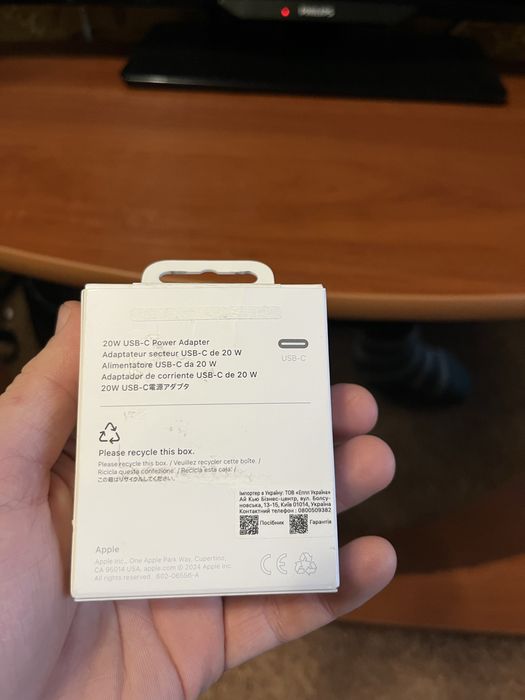 PHILIPS
20W USB-C Power Adapter
Adaptateur secteur USB-C de 20 W
Alimentatore USB-C da 20 W
Adaptador de corriente USB-C de 20 W
20W USB-C電源アダプタ
USB-C
Please recycle this box.
Please recycle this box. / Veuillez recycler cette boîte. /
Ricicla questa confezione. / Recicla esta caja. /
この箱はリサイクルしてください。
Імпортер в Україну: ТОВ «Еппл Україна»
Ай Кью Бізнес-центр, вул. Болсу-
новська, 13-15, Київ 01014, Україна
Контактний телефон : 0800509382
Посібник
Гарантія
Apple
Apple Inc., One Apple Park Way, Cupertino,
CA 95014 USA, apple.com © 2024 Apple Inc.
All rights reserved. 602-06556-A
CE